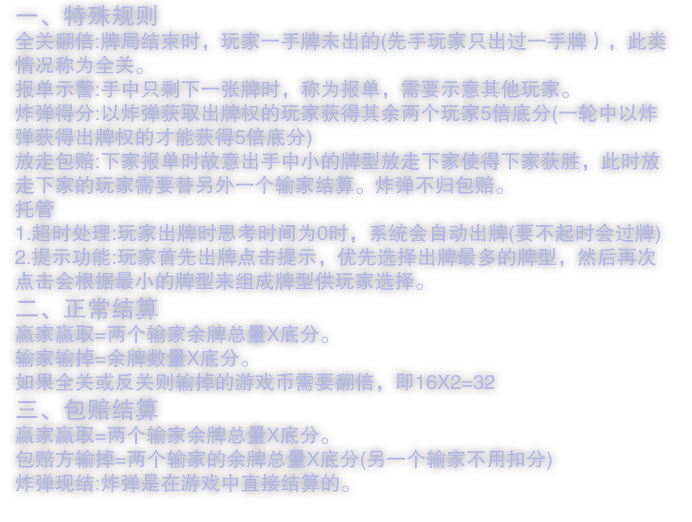 一、特殊规则
全关翻倍:牌局结束时，玩家一手牌未出的(先手玩家只出过一手牌），此类
情况称为全关。
报单示警:手中只剩下一张牌时，称为报单，需要示意其他玩家。
炸弹得分:以炸弹获取出牌权的玩家获得其余两个玩家5倍底分(一轮中以炸
弹获得出牌权的才能获得5倍底分)
放走包赔:下家报单时故意出手中小的牌型放走下家使得下家获胜，此时放
走下家的玩家需要替另外一个输家结算。炸弹不归包赔。
托管
1.超时处理:玩家出牌时思考时间为0时，系统会自动出牌(要不起时会过牌)
2.提示功能:玩家首先出牌点击提示，优先选择出牌最多的牌型，然后再次
点击会根据最小的牌型来组成牌型供玩家选择。
二、正常结算
赢家赢取=两个输家余牌总量X底分。
输家输掉=余牌数量X底分。
如果全关或反关则输掉的游戏币需要翻倍，即16X2=32
三、包赔结算
赢家赢取=两个输家余牌总量X底分。
包赔方输掉=两个输家的余牌总量X底分(另一个输家不用扣分)
炸弹现结:炸弹是在游戏中直接结算的。